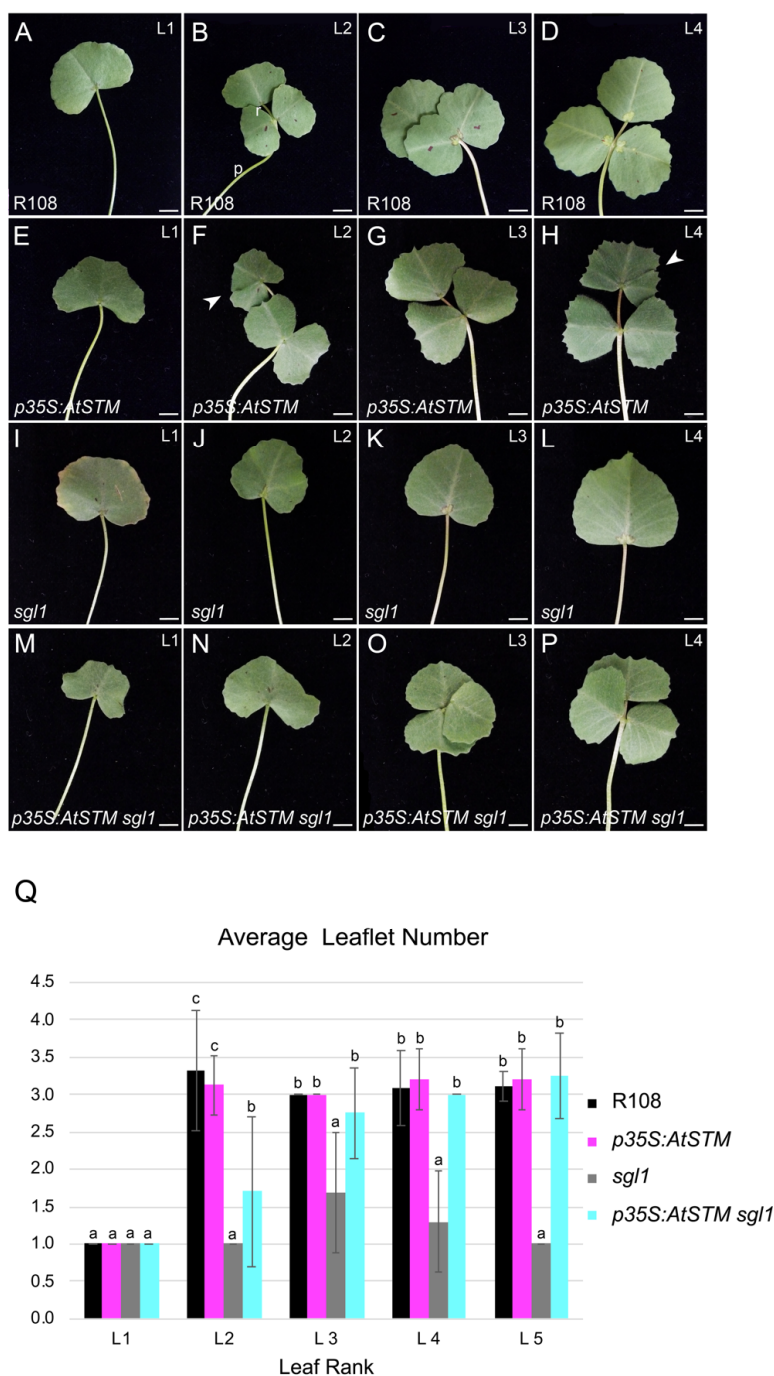 A L1 B L2 C L3 D L4
r
p
R108 R108 R108 R108
E L1 F L2 G L3 H L4
p35S:AtSTM p35S:AtSTM p35S:AtSTM p35S:AtSTM
I L1 J L2 K L3 L L4
sgl1 sgl1 sgl1 sgl1
M L1 N L2 O L3 P L4
p35S:AtSTM sgl1 p35S:AtSTM sgl1 p35S:AtSTM sgl1 p35S:AtSTM sgl1
Q
Average Leaflet Number
4.5
4.0
3.5
3.0
2.5
2.0
1.5
1.0
0.5
0.0
a a a a
c c a b
b b a b
b b a b
b b a b
L1 L2 L 3 L 4 L 5
Leaf Rank
R108
p35S:AtSTM
sgl1
p35S:AtSTM sgl1